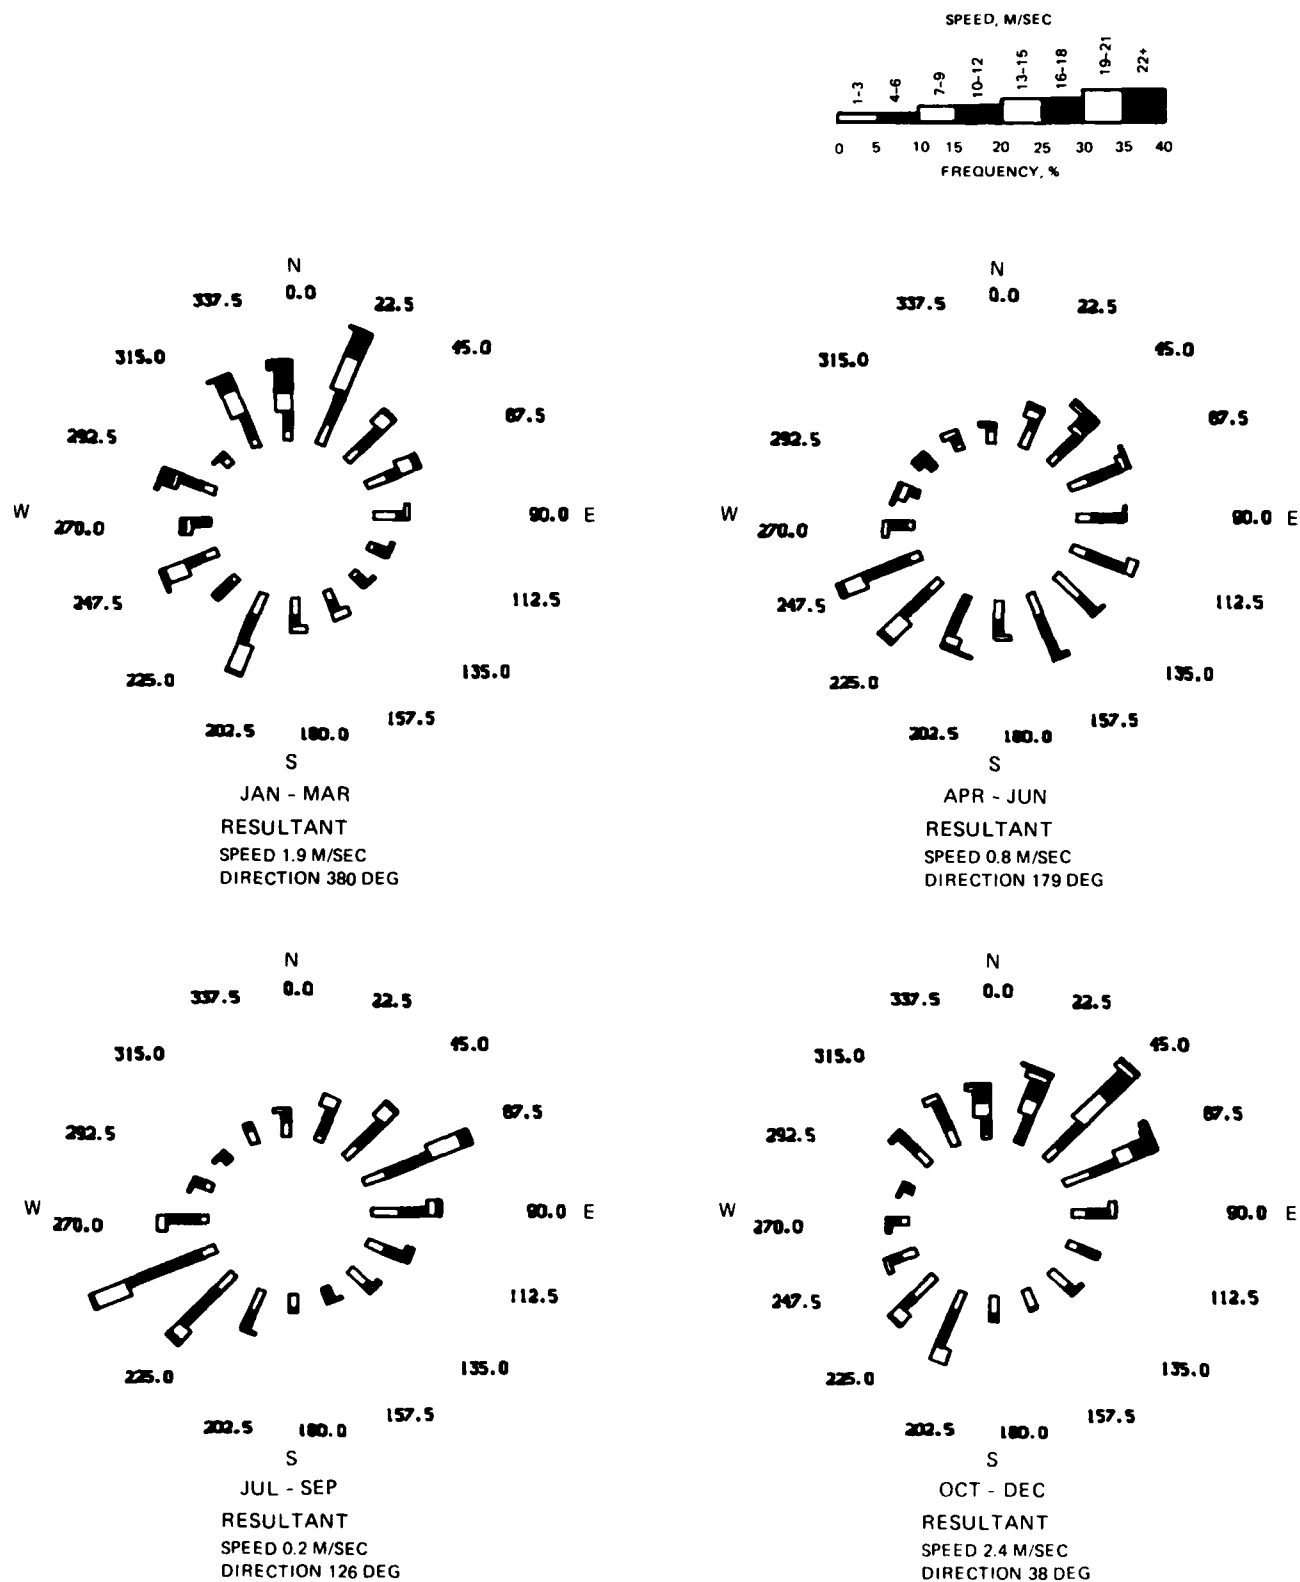 SPEED, M/SEC
1-3 4-6 7-9 10-12 13-15 16-18 19-21 22+
0 5 10 15 20 25 30 35 40
FREQUENCY, %
N
0.0
337.5 22.5
315.0 45.0
292.5 67.5
W 270.0 90.0 E
247.5 112.5
225.0 135.0
202.5 180.0 157.5
S
JAN - MAR
RESULTANT
SPEED 1.9 M/SEC
DIRECTION 380 DEG
N
0.0
337.5 22.5
315.0 45.0
292.5 67.5
W 270.0 90.0 E
247.5 112.5
225.0 135.0
202.5 180.0 157.5
S
APR - JUN
RESULTANT
SPEED 0.8 M/SEC
DIRECTION 179 DEG
N
0.0
337.5 22.5
315.0 45.0
292.5 67.5
W 270.0 90.0 E
112.5
225.0 135.0
202.5 180.0 157.5
S
JUL - SEP
RESULTANT
SPEED 0.2 M/SEC
DIRECTION 126 DEG
N
0.0
337.5 22.5
315.0 45.0
292.5 67.5
W 270.0 90.0 E
247.5 112.5
225.0 135.0
202.5 180.0 157.5
S
OCT - DEC
RESULTANT
SPEED 2.4 M/SEC
DIRECTION 38 DEG